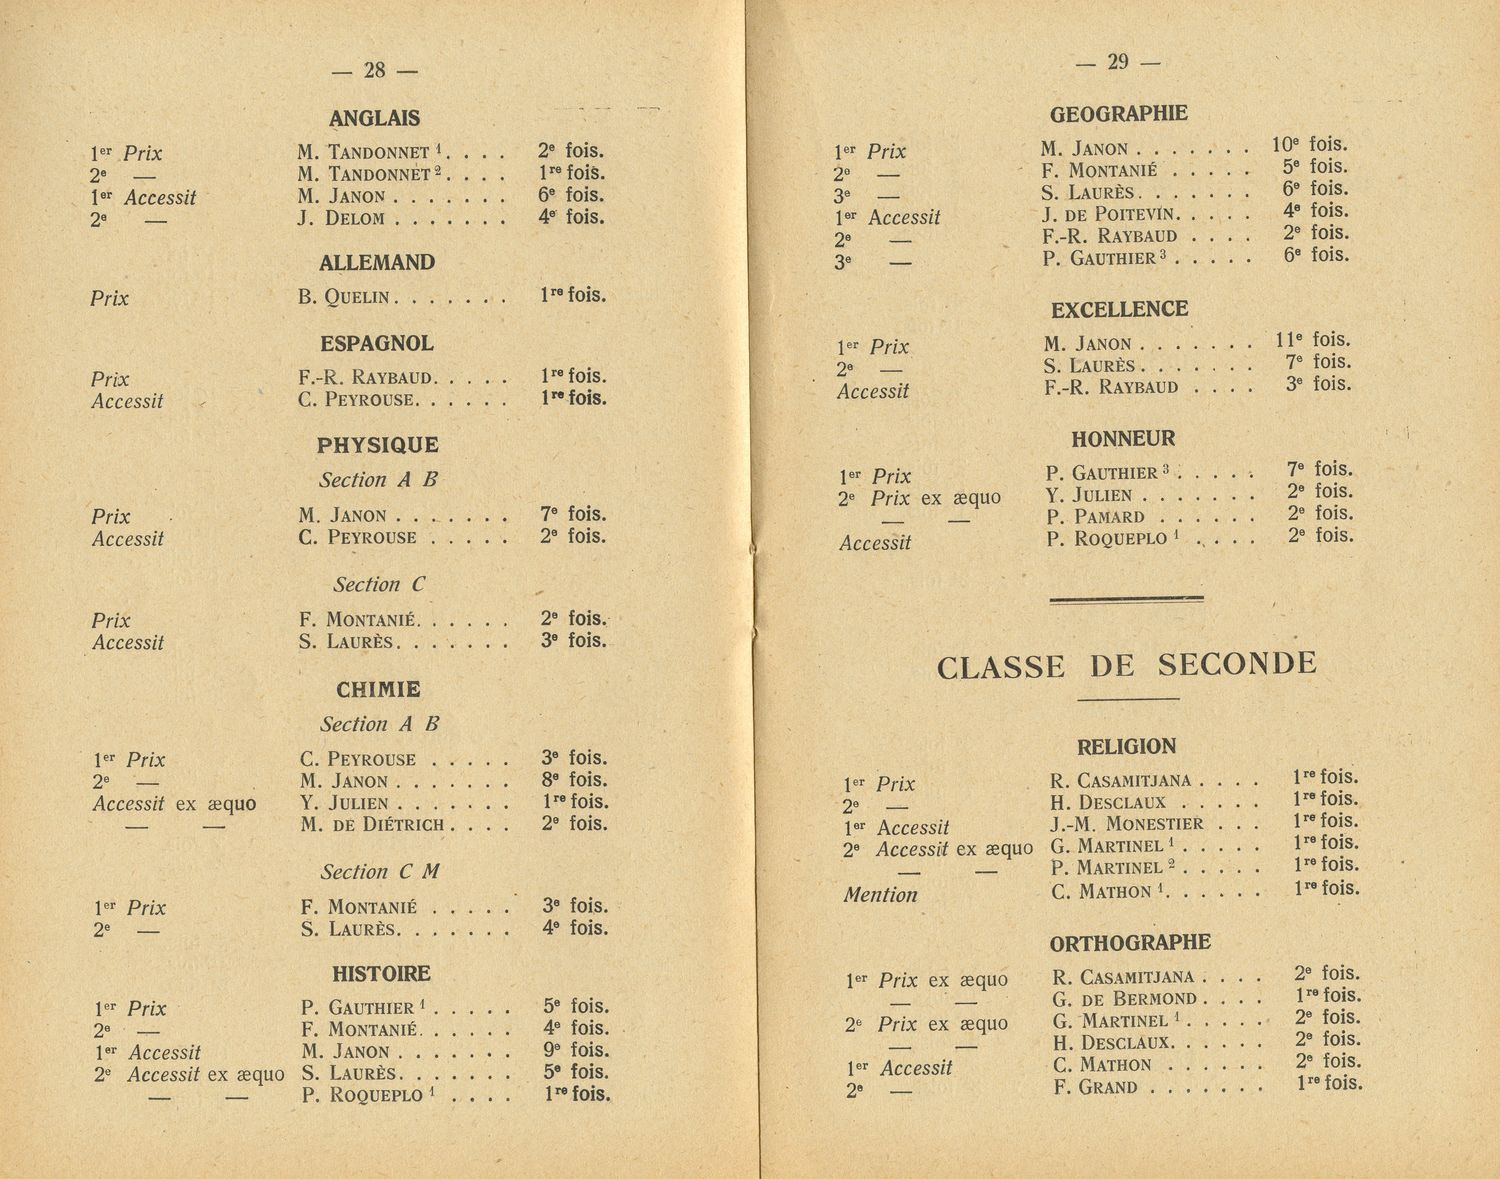 — 28 —
ANGLAIS
1er Prix M. TANDONNET 1 . . . . 2e fois.
2e — M. TANDONNET 2 . . . . 1re fois.
1er Accessit M. JANON . . . . . . . 6e fois.
2e — J. DELOM . . . . . . . 4e fois.
ALLEMAND
Prix B. QUELIN . . . . . . . 1re fois.
ESPAGNOL
Prix F.-R. RAYBAUD . . . . . 1re fois.
Accessit C. PEYROUSE . . . . . . 1re fois.
PHYSIQUE
Section A B
Prix M. JANON . . . . . . . 7e fois.
Accessit C. PEYROUSE . . . . . 2e fois.
Section C
Prix F. MONTANIÉ . . . . . . 2e fois.
Accessit S. LAURÈS . . . . . . . 3e fois.
CHIMIE
Section A B
1er Prix C. PEYROUSE . . . . . 3e fois.
2e — M. JANON . . . . . . . 8e fois.
Accessit ex æquo Y. JULIEN . . . . . . . 1re fois.
— — M. DE DIÉTRICH . . . . 2e fois.
Section C M
1er Prix F. MONTANIÉ . . . . . 3e fois.
2e — S. LAURÈS . . . . . . . 4e fois.
HISTOIRE
1er Prix P. GAUTHIER 1 . . . . . 5e fois.
2e — F. MONTANIÉ . . . . . . 4e fois.
1er Accessit M. JANON . . . . . . . 9e fois.
2e Accessit ex æquo S. LAURÈS . . . . . . . 5e fois.
— — P. ROQUEPLO 1 . . . . 1re fois.
— 29 —
GEOGRAPHIE
1er Prix M. JANON . . . . . . . 10e fois.
2e — F. MONTANIÉ . . . . . 5e fois.
3e — S. LAURÈS . . . . . . . 6e fois.
1er Accessit J. DE POITEVIN . . . . . 4e fois.
2e — F.-R. RAYBAUD . . . . 2e fois.
3e — P. GAUTHIER 3 . . . . . 6e fois.
EXCELLENCE
1er Prix M. JANON . . . . . . . 11e fois.
2e — S. LAURÈS . . . . . . . 7e fois.
Accessit F.-R. RAYBAUD . . . . 3e fois.
HONNEUR
1er Prix P. GAUTHIER 3 . . . . . 7e fois.
2e Prix ex æquo Y. JULIEN . . . . . . . 2e fois.
— — P. PAMARD . . . . . . 2e fois.
Accessit P. ROQUEPLO 1 . . . . 2e fois.
CLASSE DE SECONDE
RELIGION
1er Prix R. CASAMITJANA . . . . 1re fois.
2e — H. DESCLAUX . . . . . 1re fois.
1er Accessit J.-M. MONESTIER . . . 1re fois.
2e Accessit ex æquo G. MARTINEL 1 . . . . . 1re fois.
— — P. MARTINEL 2 . . . . . 1re fois.
Mention C. MATHON 1 . . . . . . 1re fois.
ORTHOGRAPHE
1er Prix ex æquo R. CASAMITJANA . . . . 2e fois.
— — G. DE BERMOND . . . . 1re fois.
2e Prix ex æquo G. MARTINEL 1 . . . . . 2e fois.
— — H. DESCLAUX . . . . . . 2e fois.
1er Accessit C. MATHON . . . . . . 2e fois.
2e — F. GRAND . . . . . . . 1re fois.